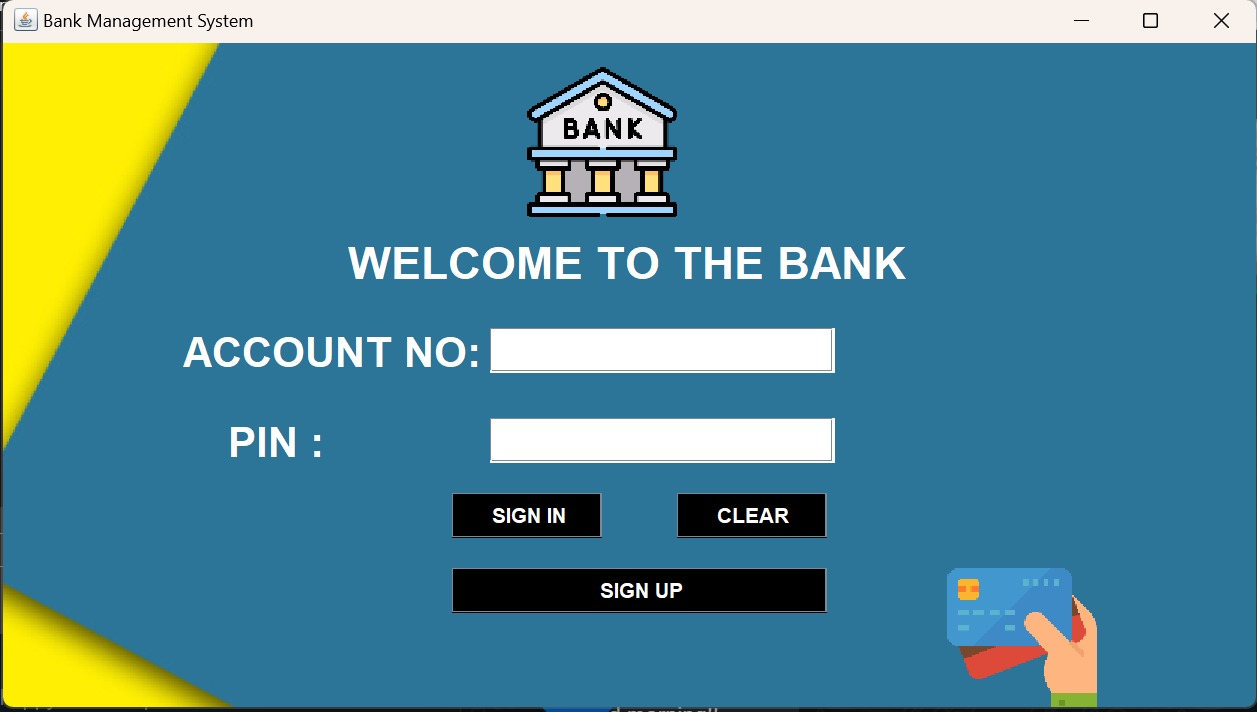 Bank Management System
BANK
WELCOME TO THE BANK
ACCOUNT NO:
PIN :
SIGN IN
CLEAR
SIGN UP